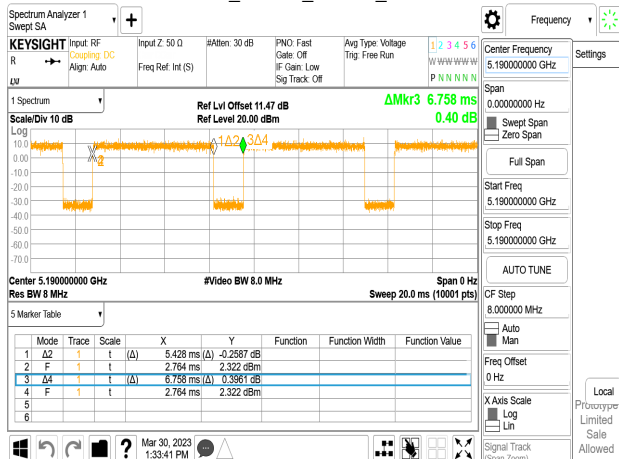 Spectrum Analyzer 1
Swept SA
Frequency
KEYSIGHT
R
LXI
Input: RF
Coupling: DC
Align: Auto
Input Z: 50 Ω
Freq Ref: Int (S)
#Atten: 30 dB
PNO: Fast
Gate: Off
IF Gain: Low
Sig Track: Off
Avg Type: Voltage
Trig: Free Run
1 2 3 4 5 6
W W W W W W
P N N N N N
1 Spectrum
Scale/Div 10 dB
Log
Ref Lvl Offset 11.47 dB
Ref Level 20.00 dBm
ΔMkr3 6.758 ms
0.40 dB
10.0
0.00
-10.0
-20.0
-30.0
-40.0
-50.0
-60.0
-70.0
1Δ2
3Δ4
Center 5.190000000 GHz
Res BW 8 MHz
#Video BW 8.0 MHz
Span 0 Hz
Sweep 20.0 ms (10001 pts)
5 Marker Table
Mode Trace Scale X Y Function Function Width Function Value
1 Δ2 1 t (Δ) 5.428 ms (Δ) -0.2587 dB
2 F 1 t 2.764 ms 2.322 dBm
3 Δ4 1 t (Δ) 6.758 ms (Δ) 0.3961 dB
4 F 1 t 2.764 ms 2.322 dBm
5
6
Mar 30, 2023
1:33:41 PM
?
Center Frequency
5.190000000 GHz
Settings
Span
0.00000000 Hz
Swept Span
Zero Span
Full Span
Start Freq
5.190000000 GHz
Stop Freq
5.190000000 GHz
AUTO TUNE
CF Step
8.000000 MHz
Auto
Man
Freq Offset
0 Hz
X Axis Scale
Log
Lin
Signal Track
(Span Zoom)
Local
Prototype
Limited
Sale
Allowed